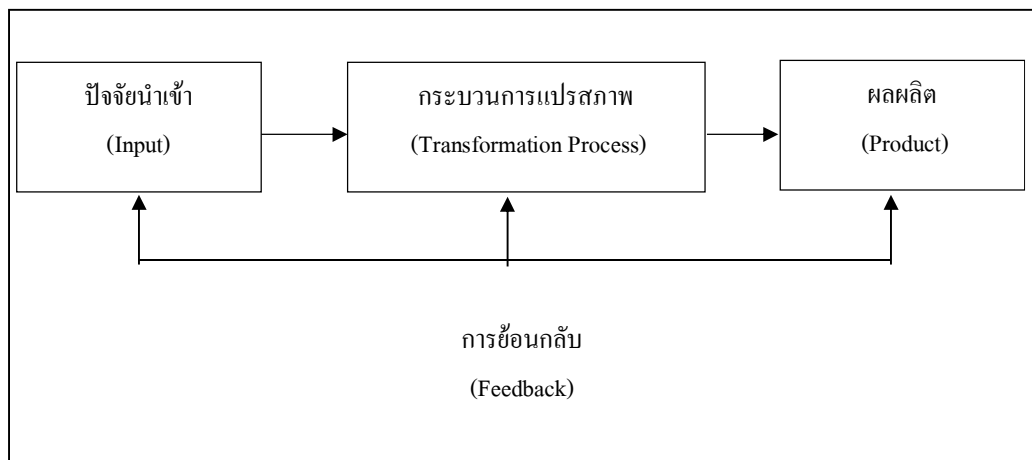 ปัจจัยนำเข้า
(Input)
กระบวนการแปรสภาพ
(Transformation Process)
ผลผลิต
(Product)
การย้อนกลับ
(Feedback)